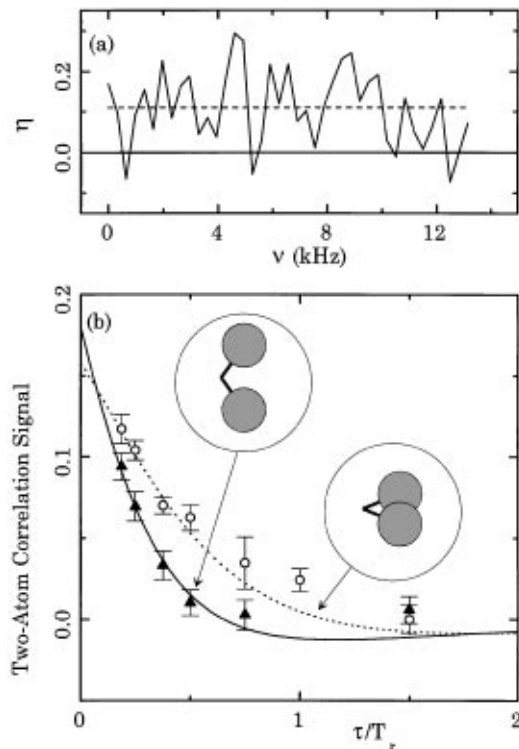 (a)
0.2
0.0
η
0 4 8 12
ν (kHz)
0.2
(b)
0.1
0.0
Two-Atom Correlation Signal
0 1 2
τ/T_r